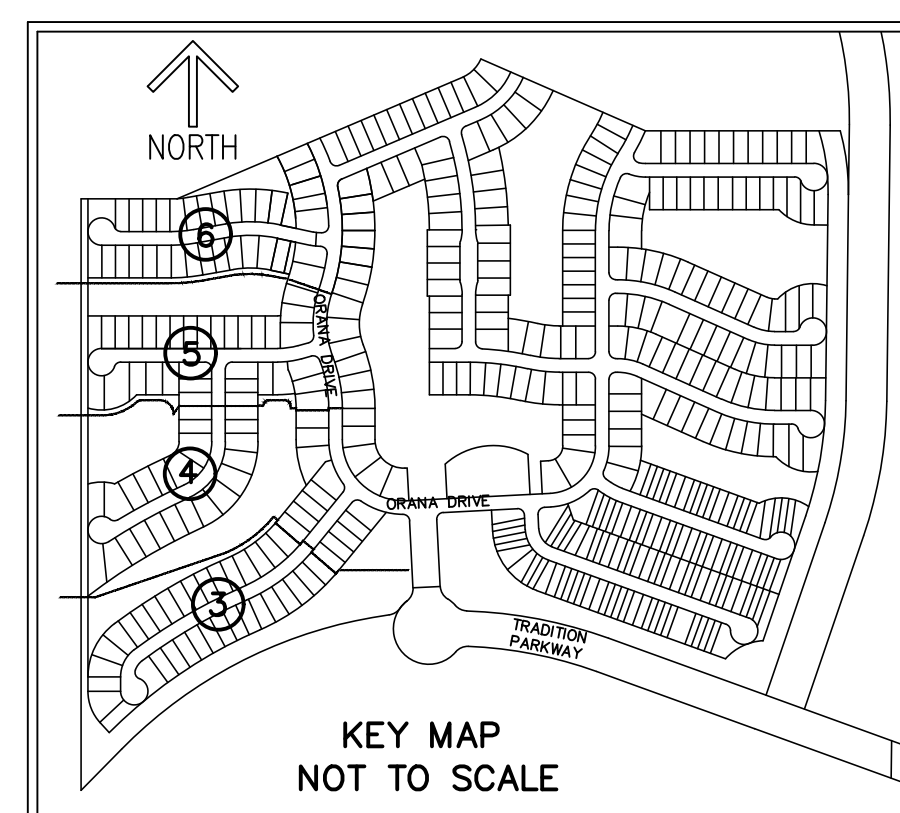 NORTH
6
ORANA DRIVE
5
4
ORANA DRIVE
3
TRADITION
PARKWAY
KEY MAP
NOT TO SCALE